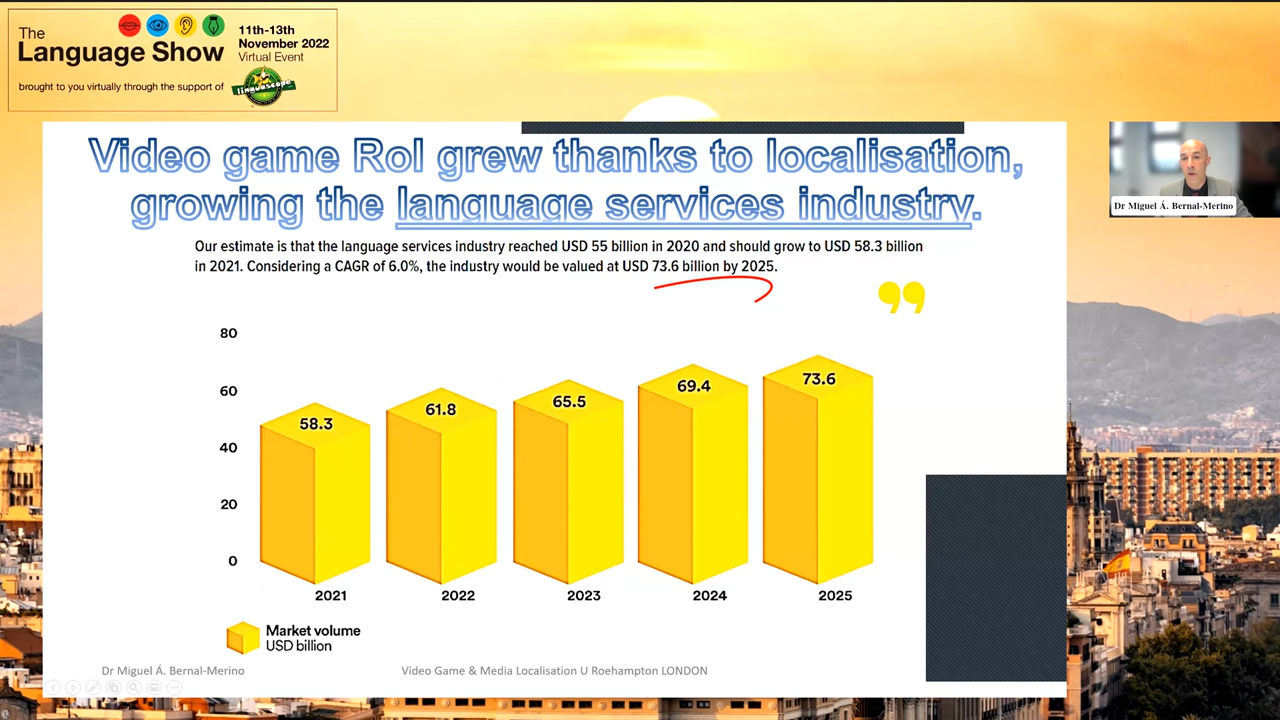 The
Language Show
11th-13th
November 2022
Virtual Event
brought to you virtually through the support of
linguascope
Video game RoI grew thanks to localisation,
growing the language services industry.
Our estimate is that the language services industry reached USD 55 billion in 2020 and should grow to USD 58.3 billion
in 2021. Considering a CAGR of 6.0%, the industry would be valued at USD 73.6 billion by 2025.
”
Dr Miguel Á. Bernal-Merino
80
60
40
20
0
58.3
61.8
65.5
69.4
73.6
2021
2022
2023
2024
2025
Market volume
USD billion
Dr Miguel Á. Bernal-Merino
Video Game & Media Localisation U Roehampton LONDON